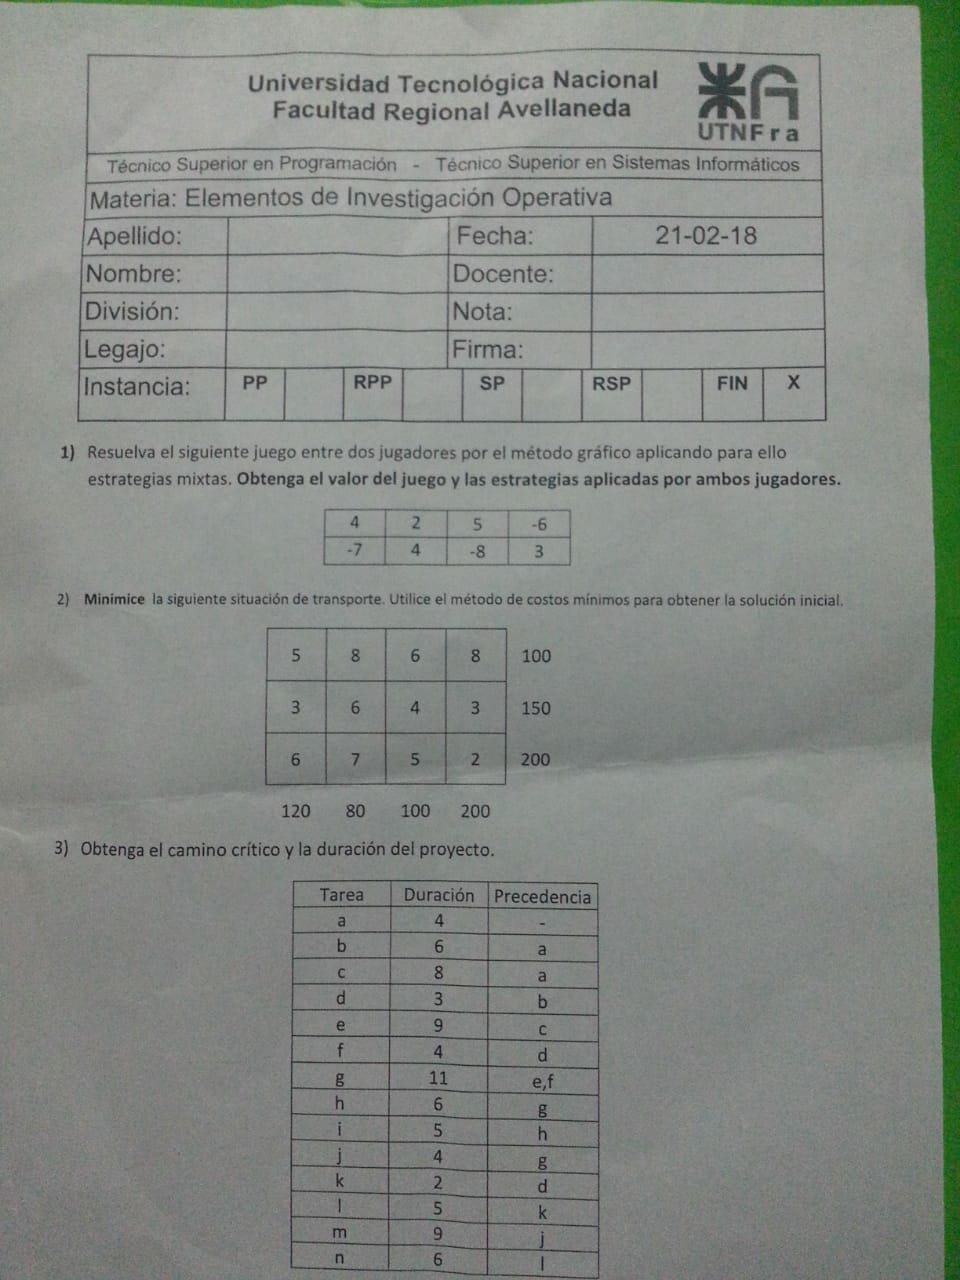 Universidad Tecnológica Nacional
Facultad Regional Avellaneda
UTNFra
Técnico Superior en Programación - Técnico Superior en Sistemas Informáticos
Materia: Elementos de Investigación Operativa
Apellido: Fecha: 21-02-18
Nombre: Docente:
División: Nota:
Legajo: Firma:
Instancia: PP RPP SP RSP FIN X
1) Resuelva el siguiente juego entre dos jugadores por el método gráfico aplicando para ello
estrategias mixtas. Obtenga el valor del juego y las estrategias aplicadas por ambos jugadores.
4 2 5 -6
-7 4 -8 3
2) Minimice la siguiente situación de transporte. Utilice el método de costos mínimos para obtener la solución inicial.
5 8 6 8 100
3 6 4 3 150
6 7 5 2 200
120 80 100 200
3) Obtenga el camino crítico y la duración del proyecto.
Tarea Duración Precedencia
a 4 -
b 6 a
c 8 a
d 3 b
e 9 c
f 4 d
g 11 e,f
h 6 g
i 5 h
j 4 g
k 2 d
l 5 k
m 9 j
n 6 l